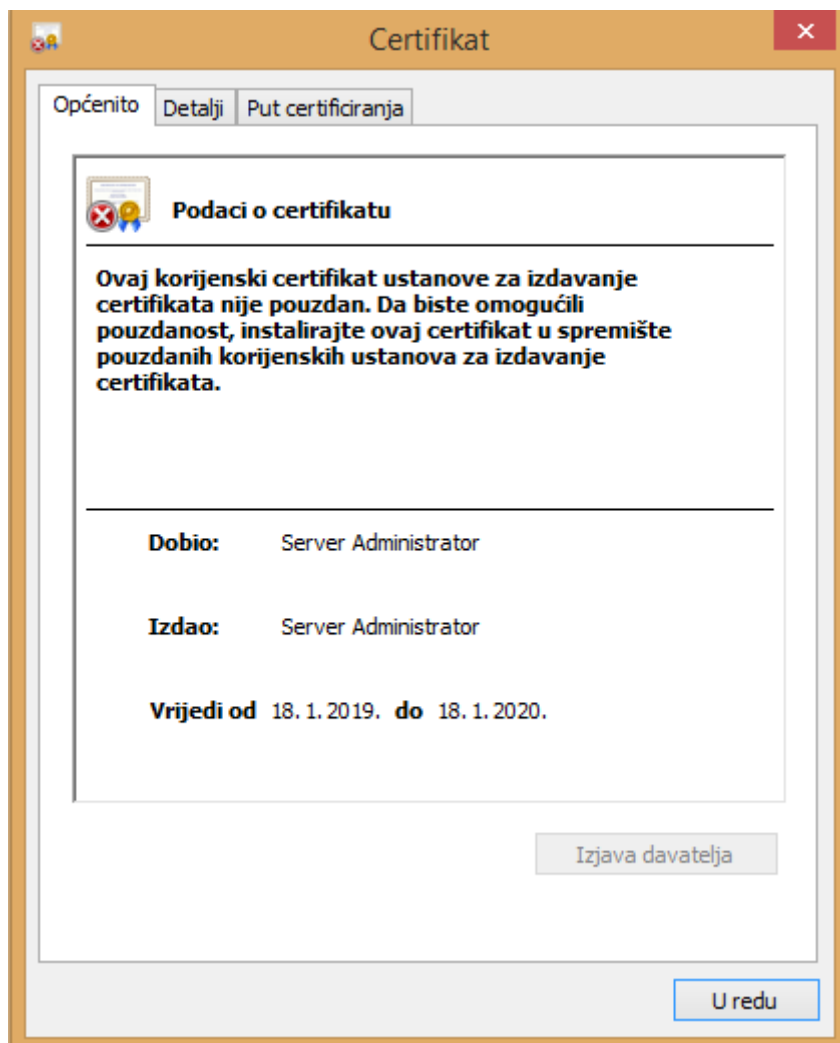 Certifikat
Općenito
Detalji
Put certificiranja
Podaci o certifikatu
Ovaj korijenski certifikat ustanove za izdavanje
certifikata nije pouzdan. Da biste omogućili
pouzdanost, instalirajte ovaj certifikat u spremište
pouzdanih korijenskih ustanova za izdavanje
certifikata.
Dobio: Server Administrator
Izdao: Server Administrator
Vrijedi od 18. 1. 2019. do 18. 1. 2020.
Izjava davatelja
U redu